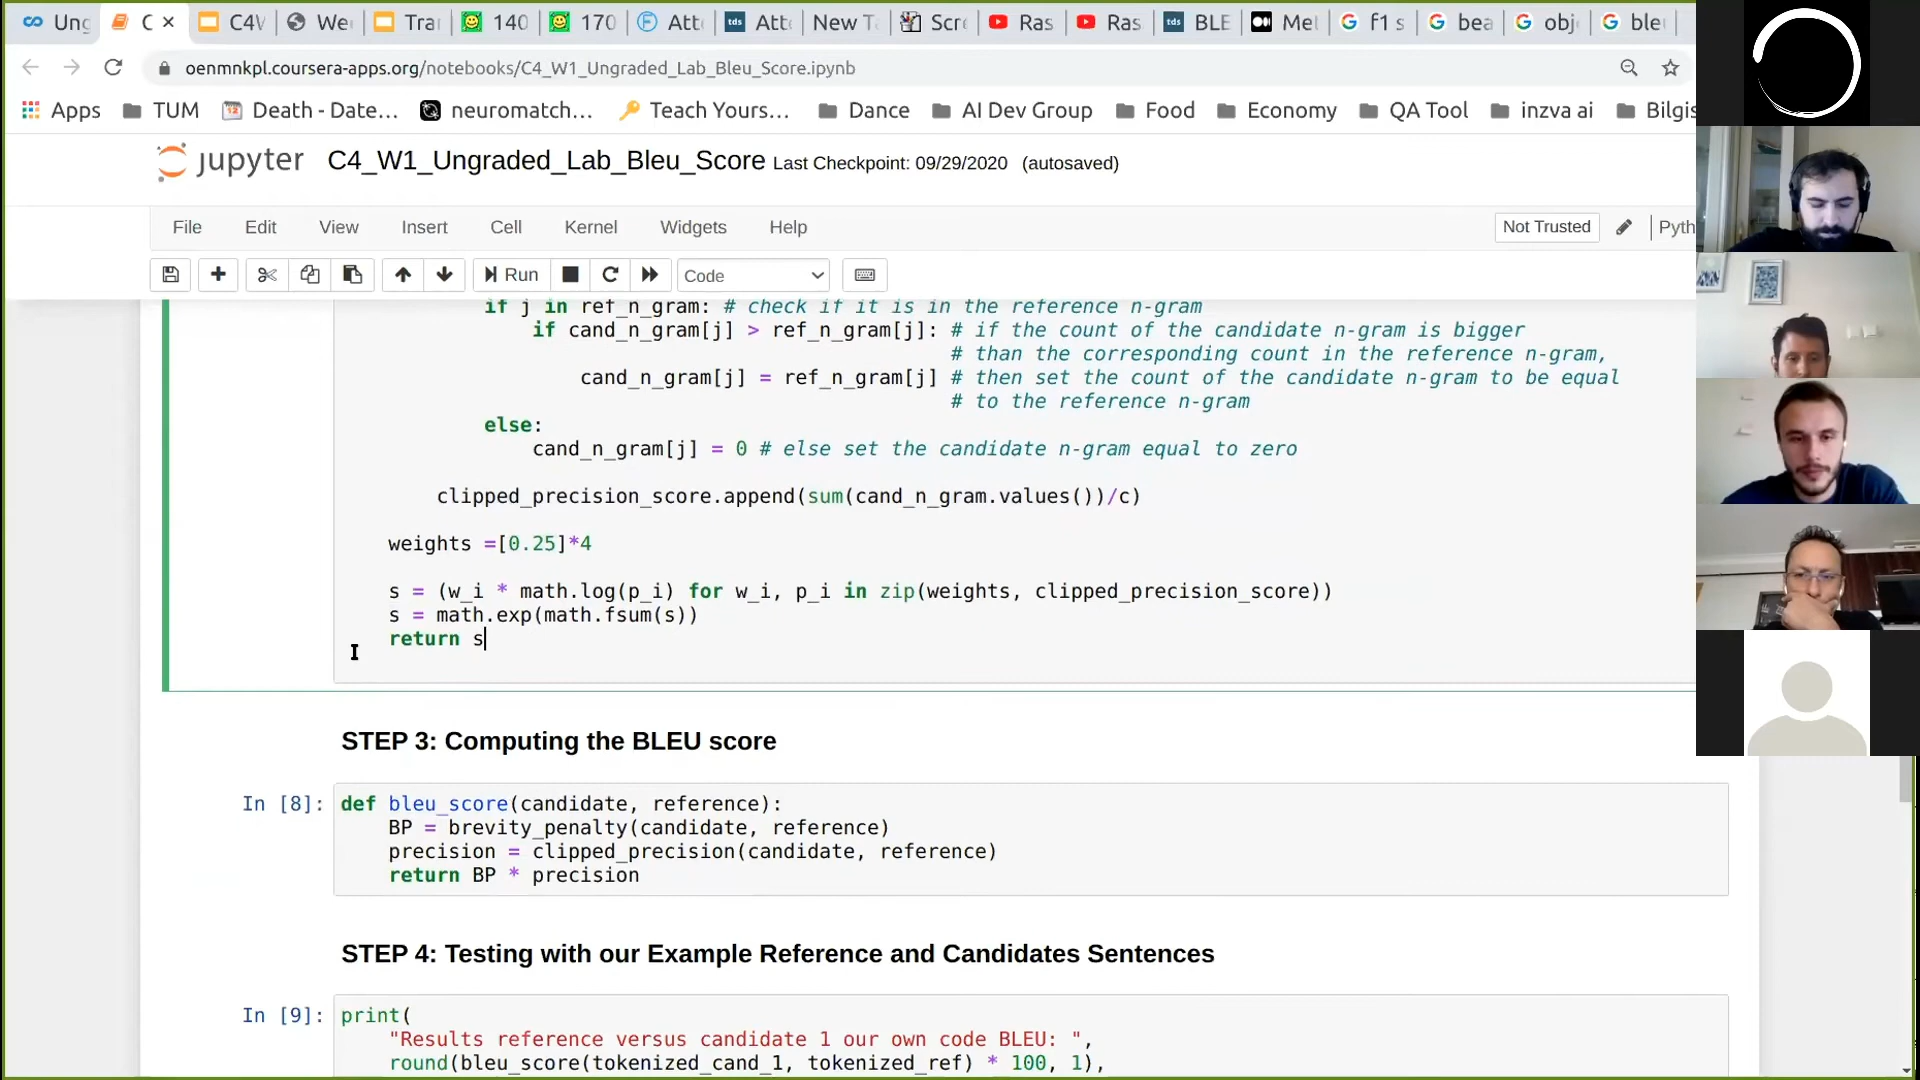 Ung
C
C4W
We
Tra
140
170
Atte
tds
Atte
New Ta
Scre
Ras
Ras
tds
BLE
Me
f1 s
bea
obj
ble
oenmnkpl.coursera-apps.org/notebooks/C4_W1_Ungraded_Lab_Bleu_Score.ipynb
Apps
TUM
Death - Date...
neuromatch...
Teach Yours...
Dance
AI Dev Group
Food
Economy
QA Tool
inzva ai
Bilgis
jupyter
C4_W1_Ungraded_Lab_Bleu_Score Last Checkpoint: 09/29/2020 (autosaved)
File
Edit
View
Insert
Cell
Kernel
Widgets
Help
Not Trusted
Pyth
Run
Code
if j in ref_n_gram: # check if it is in the reference n-gram
if cand_n_gram[j] > ref_n_gram[j]: # if the count of the candidate n-gram is bigger
# than the corresponding count in the reference n-gram,
cand_n_gram[j] = ref_n_gram[j] # then set the count of the candidate n-gram to be equal
# to the reference n-gram
else:
cand_n_gram[j] = 0 # else set the candidate n-gram equal to zero
clipped_precision_score.append(sum(cand_n_gram.values())/c)
weights =[0.25]*4
s = (w_i * math.log(p_i) for w_i, p_i in zip(weights, clipped_precision_score))
s = math.exp(math.fsum(s))
return s
STEP 3: Computing the BLEU score
In [8]:
def bleu_score(candidate, reference):
BP = brevity_penalty(candidate, reference)
precision = clipped_precision(candidate, reference)
return BP * precision
STEP 4: Testing with our Example Reference and Candidates Sentences
In [9]:
print(
"Results reference versus candidate 1 our own code BLEU: ",
round(bleu_score(tokenized_cand_1, tokenized_ref) * 100, 1),